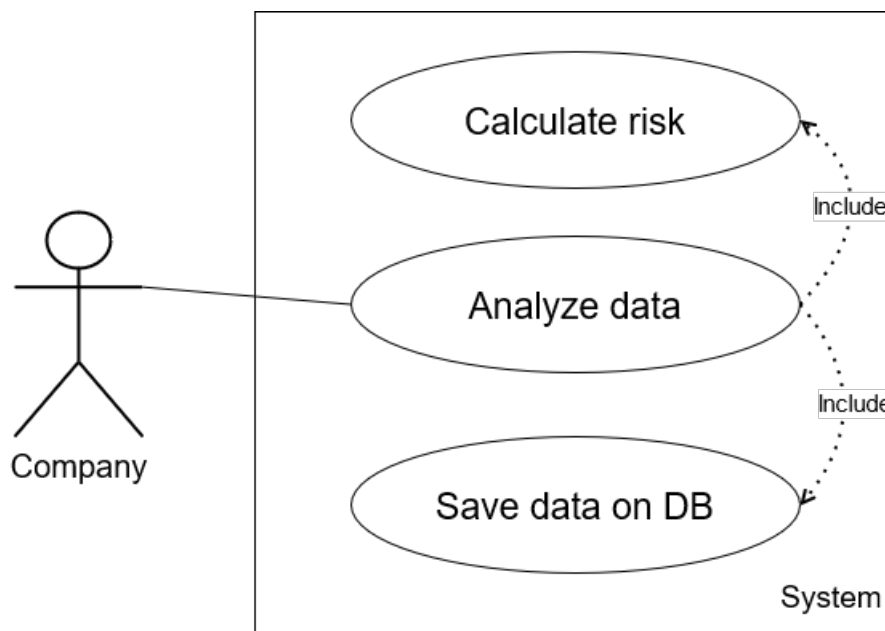 Calculate risk
Include
Analyze data
Include
Company
Save data on DB
System